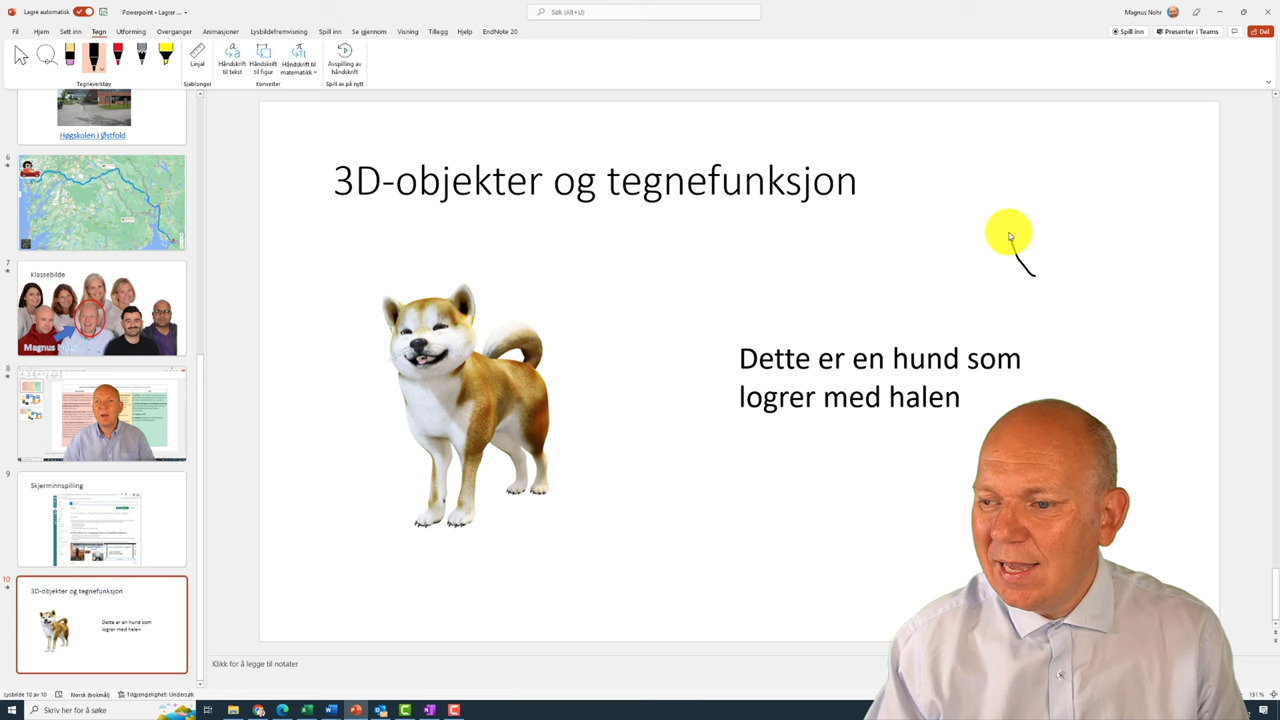 Lagre automatisk
Powerpoint • Lagrer ...
Søk (Alt+U)
Magnus Nohr
Fil Hjem Sett inn Tegn Utforming Overganger Animasjoner Lysbildefremvisning Spill inn Se gjennom Visning Tillegg Hjelp EndNote 20
Spill inn Presenter i Teams Del
Linjal
Håndskrift til tekst
Håndskrift til figur
Håndskrift til matematikk
Avspilling av håndskrift
Tegneverktøy Sjablonger Konverter Spill av på nytt
Høgskolen i Østfold
6
7
Klassebilde
Magnus
8
9
Skjerminnspilling
10
3D-objekter og tegnefunksjon
Dette er en hund som
logrer med halen
3D-objekter og tegnefunksjon
Dette er en hund som
logrer med halen
Klikk for å legge til notater
Lysbilde 10 av 10 Norsk (bokmål) Tilgjengelighet: Undersøk
151 %
Skriv her for å søke